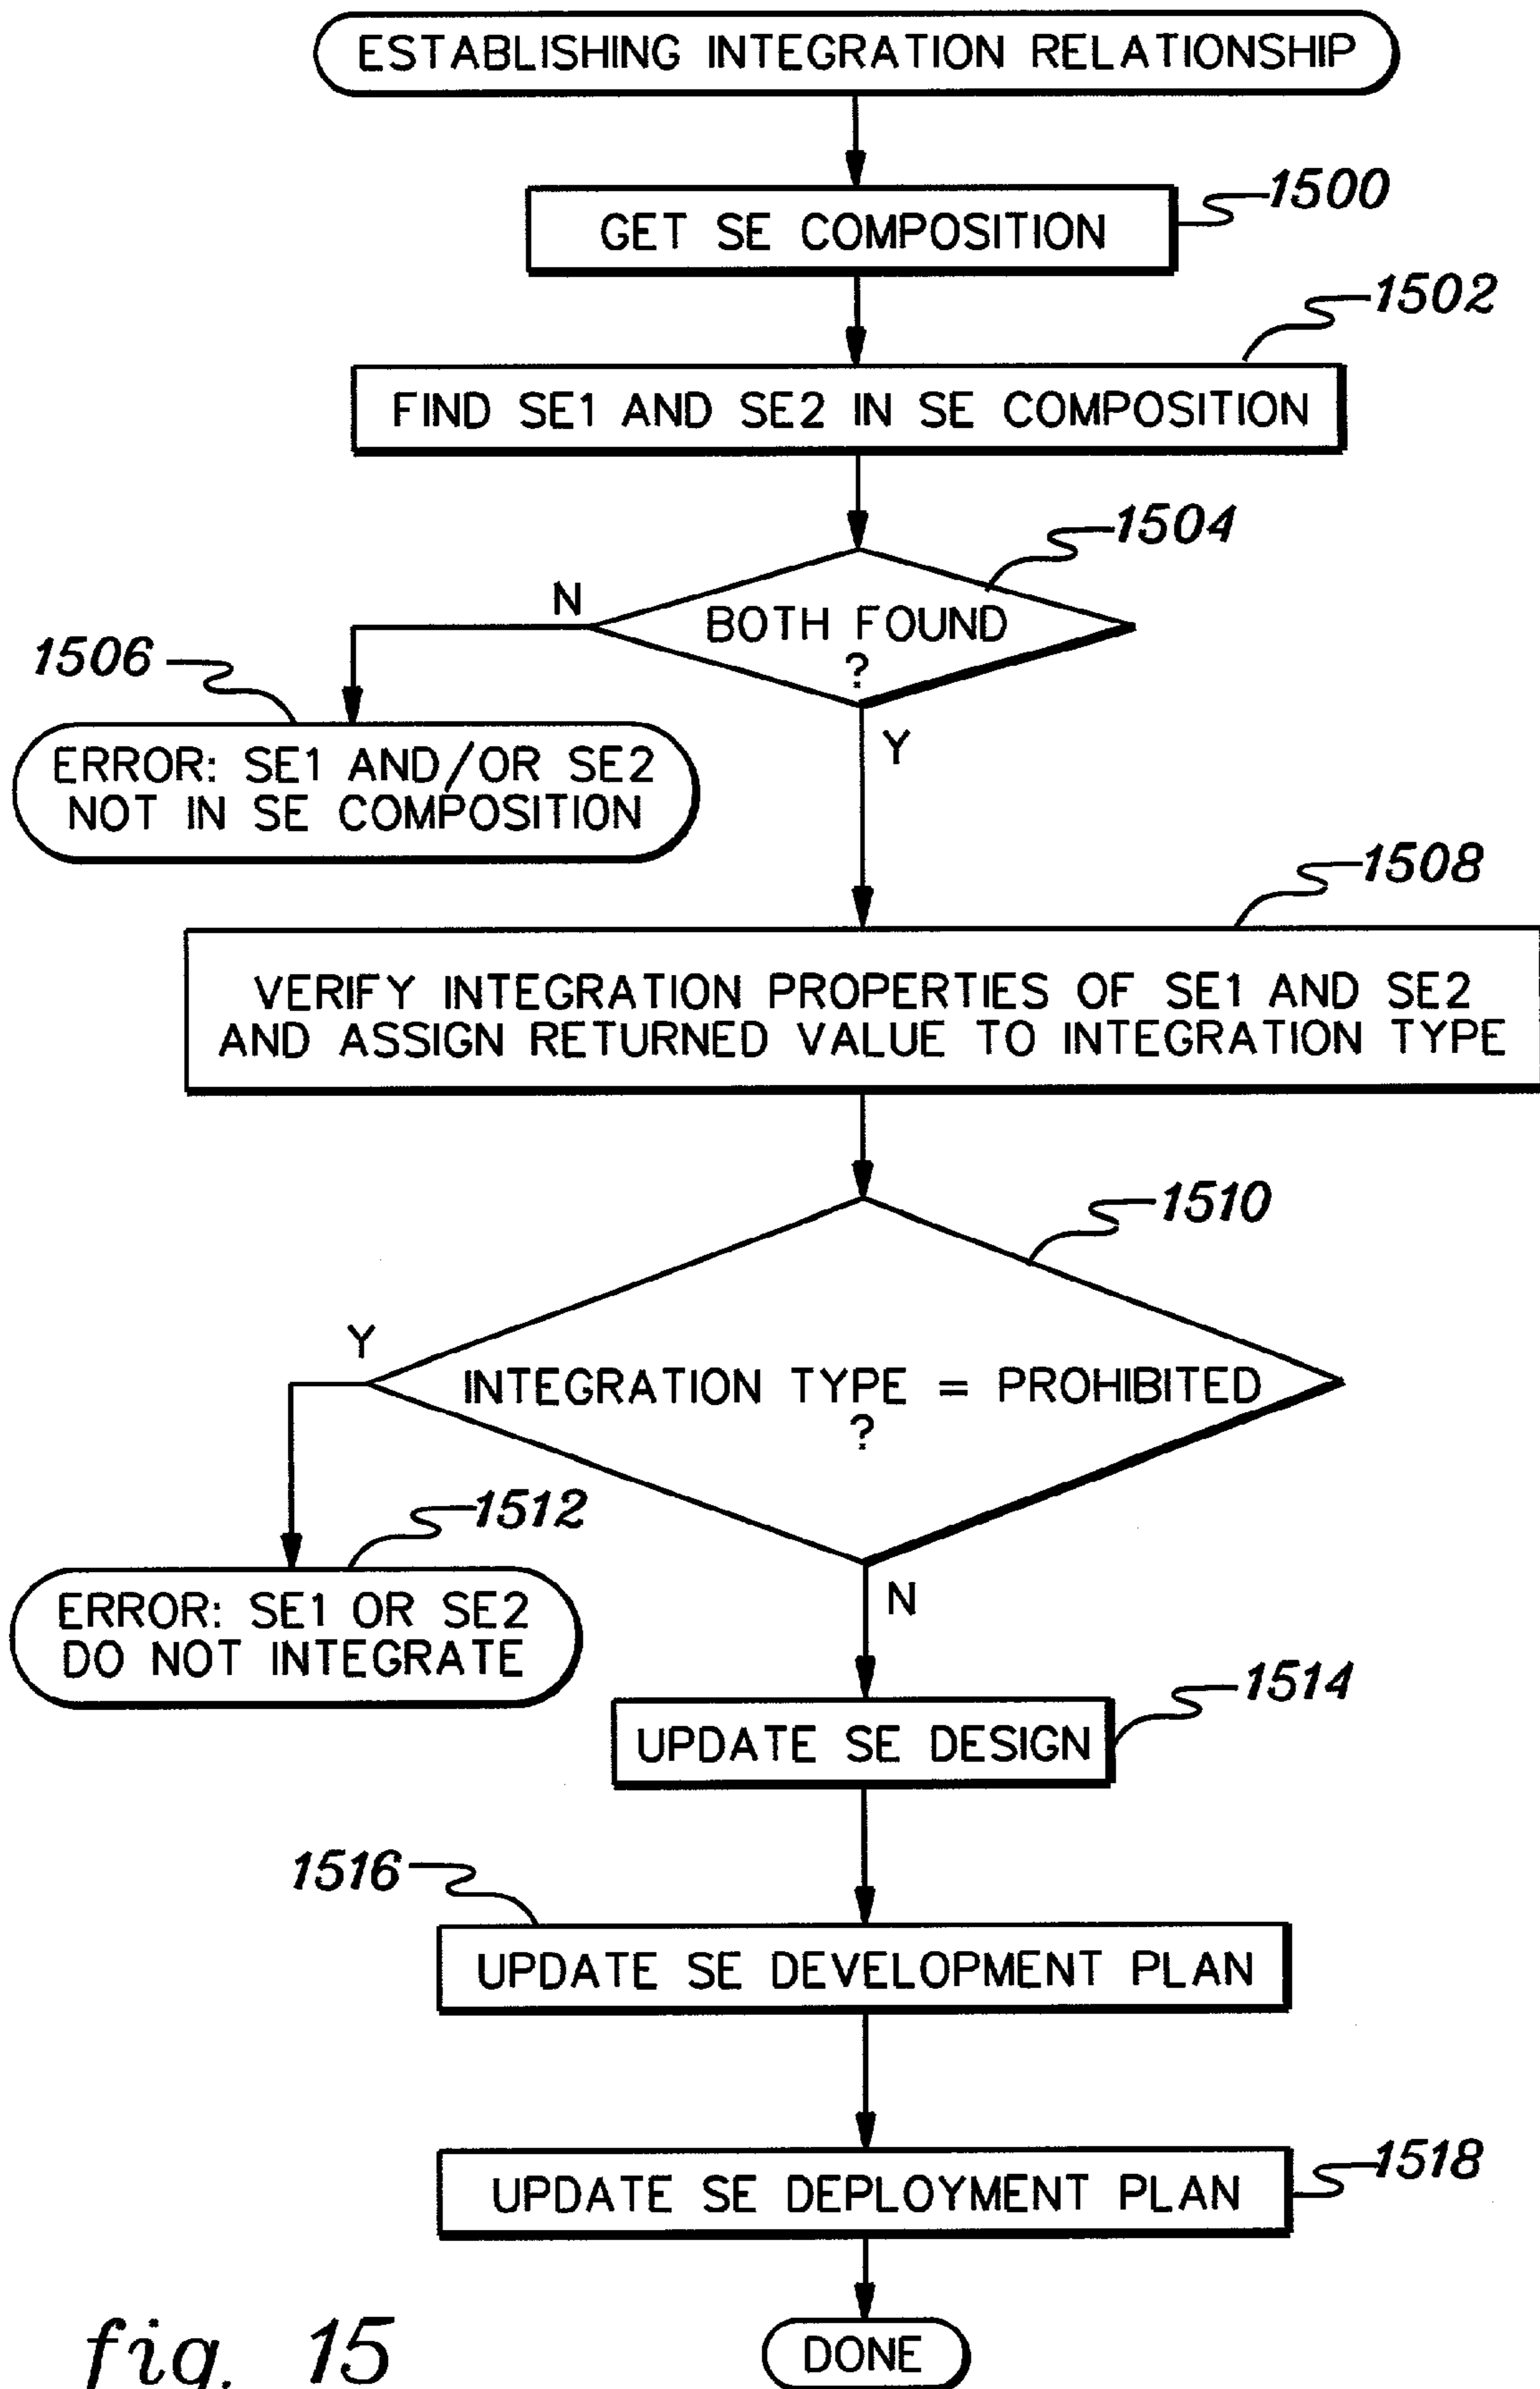 ESTABLISHING INTEGRATION RELATIONSHIP
1500
GET SE COMPOSITION
1502
FIND SE1 AND SE2 IN SE COMPOSITION
1504
N
BOTH FOUND
?
1506
Y
ERROR: SE1 AND/OR SE2
NOT IN SE COMPOSITION
1508
VERIFY INTEGRATION PROPERTIES OF SE1 AND SE2
AND ASSIGN RETURNED VALUE TO INTEGRATION TYPE
1510
Y
INTEGRATION TYPE = PROHIBITED
?
1512
N
ERROR: SE1 OR SE2
DO NOT INTEGRATE
1514
UPDATE SE DESIGN
1516
UPDATE SE DEVELOPMENT PLAN
1518
UPDATE SE DEPLOYMENT PLAN
DONE
fig. 15